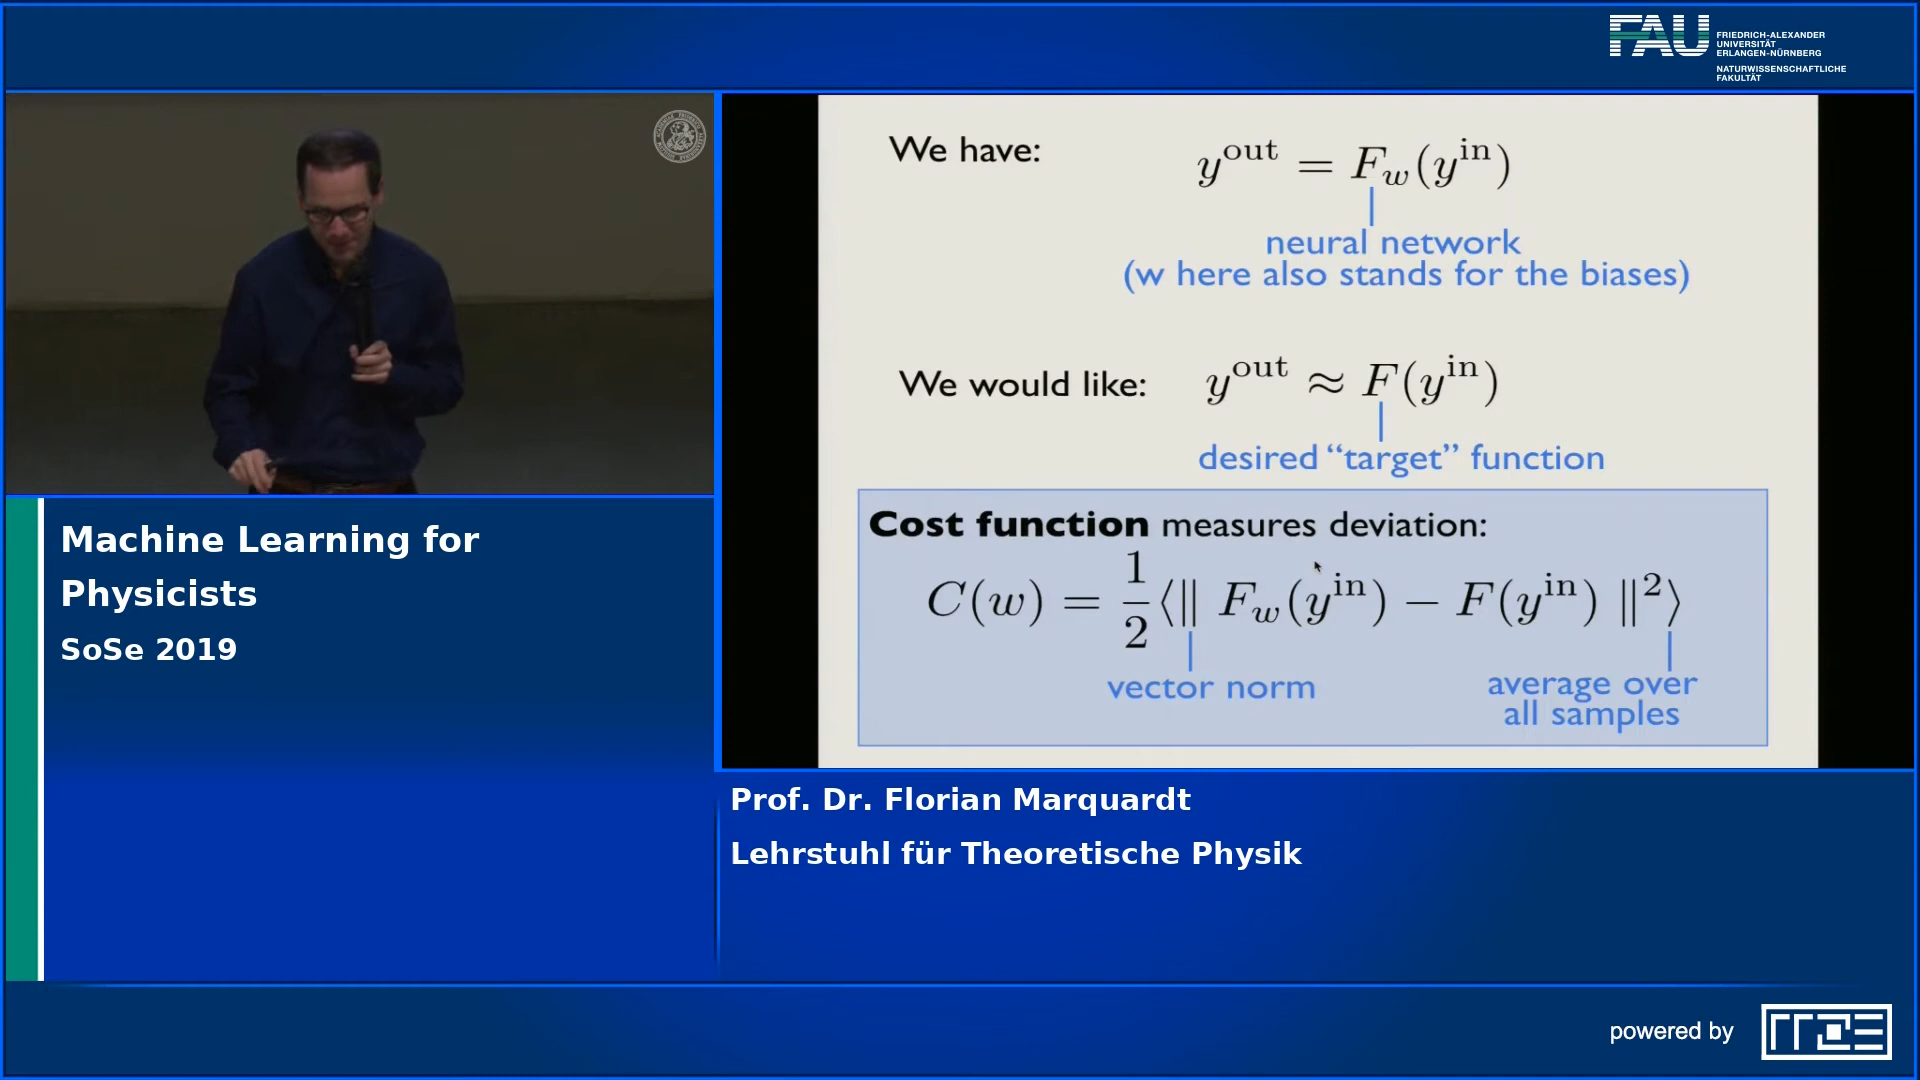 FAU
FRIEDRICH-ALEXANDER
UNIVERSITÄT
ERLANGEN-NÜRNBERG
NATURWISSENSCHAFTLICHE
FAKULTÄT
We have: y^out = F_w(y^in)
neural network
(w here also stands for the biases)
We would like: y^out ≈ F(y^in)
desired “target” function
Cost function measures deviation:
C(w) = 1/2 ⟨‖ F_w(y^in) − F(y^in) ‖²⟩
vector norm
average over
all samples
Machine Learning for
Physicists
SoSe 2019
Prof. Dr. Florian Marquardt
Lehrstuhl für Theoretische Physik
powered by